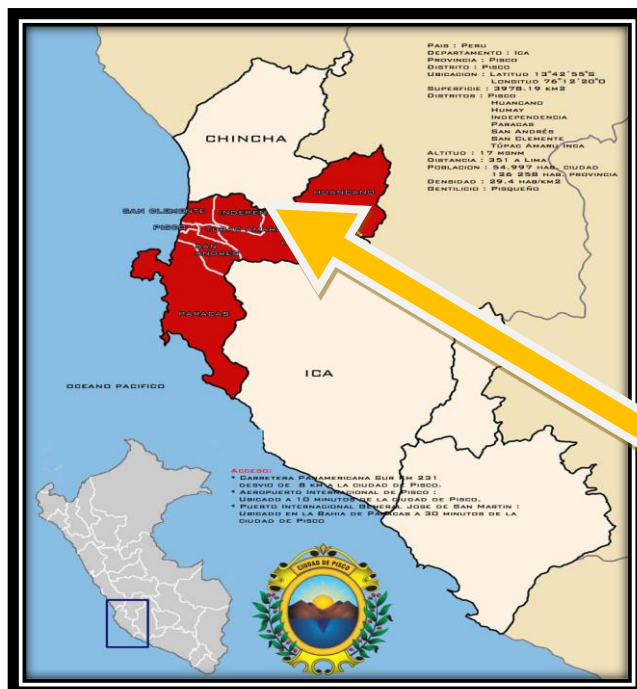 PAIS : PERU
DEPARTAMENTO : ICA
PROVINCIA : PISCO
DISTRITO : PISCO
UBICACION : LATITUD 13°42'55"S
LONGITUD 76°12'20"O
SUPERFICIE : 3978.19 KM2
DISTRITOS : PISCO
HUANCANO
HUMAY
INDEPENDENCIA
PARACAS
SAN ANDRÉS
SAN CLEMENTE
TÚPAC AMARU INCA
ALTITUD : 17 MSNM
DISTANCIA : 351 A LIMA
POBLACION : 54.997 HAB. CIUDAD
126 258 HAB. PROVINCIA
DENSIDAD : 29.4 HAB/KM2
GENTILICIO : PISQUEÑO
CHINCHA
HUANCANO
SAN CLEMENTE
INDEPEN
PISCO
TUPAC AMAR
SAN
ANDRES
PARACAS
ICA
OCEANO PACIFICO
ACCESO:
* CARRETERA PANAMERICANA SUR KM 231
DESVIO DE 8 KM A LA CIUDAD DE PISCO.
* AEROPUERTO INTERNACIONAL DE PISCO :
UBICADO A 10 MINUTOS DE LA CIUDAD DE PISCO.
* PUERTO INTERNACIONAL GENERAL JOSE DE SAN MARTIN :
UBICADO EN LA BAHIA DE PARACAS A 30 MINUTOS DE LA
CIUDAD DE PISCO
CIUDAD DE PISCO